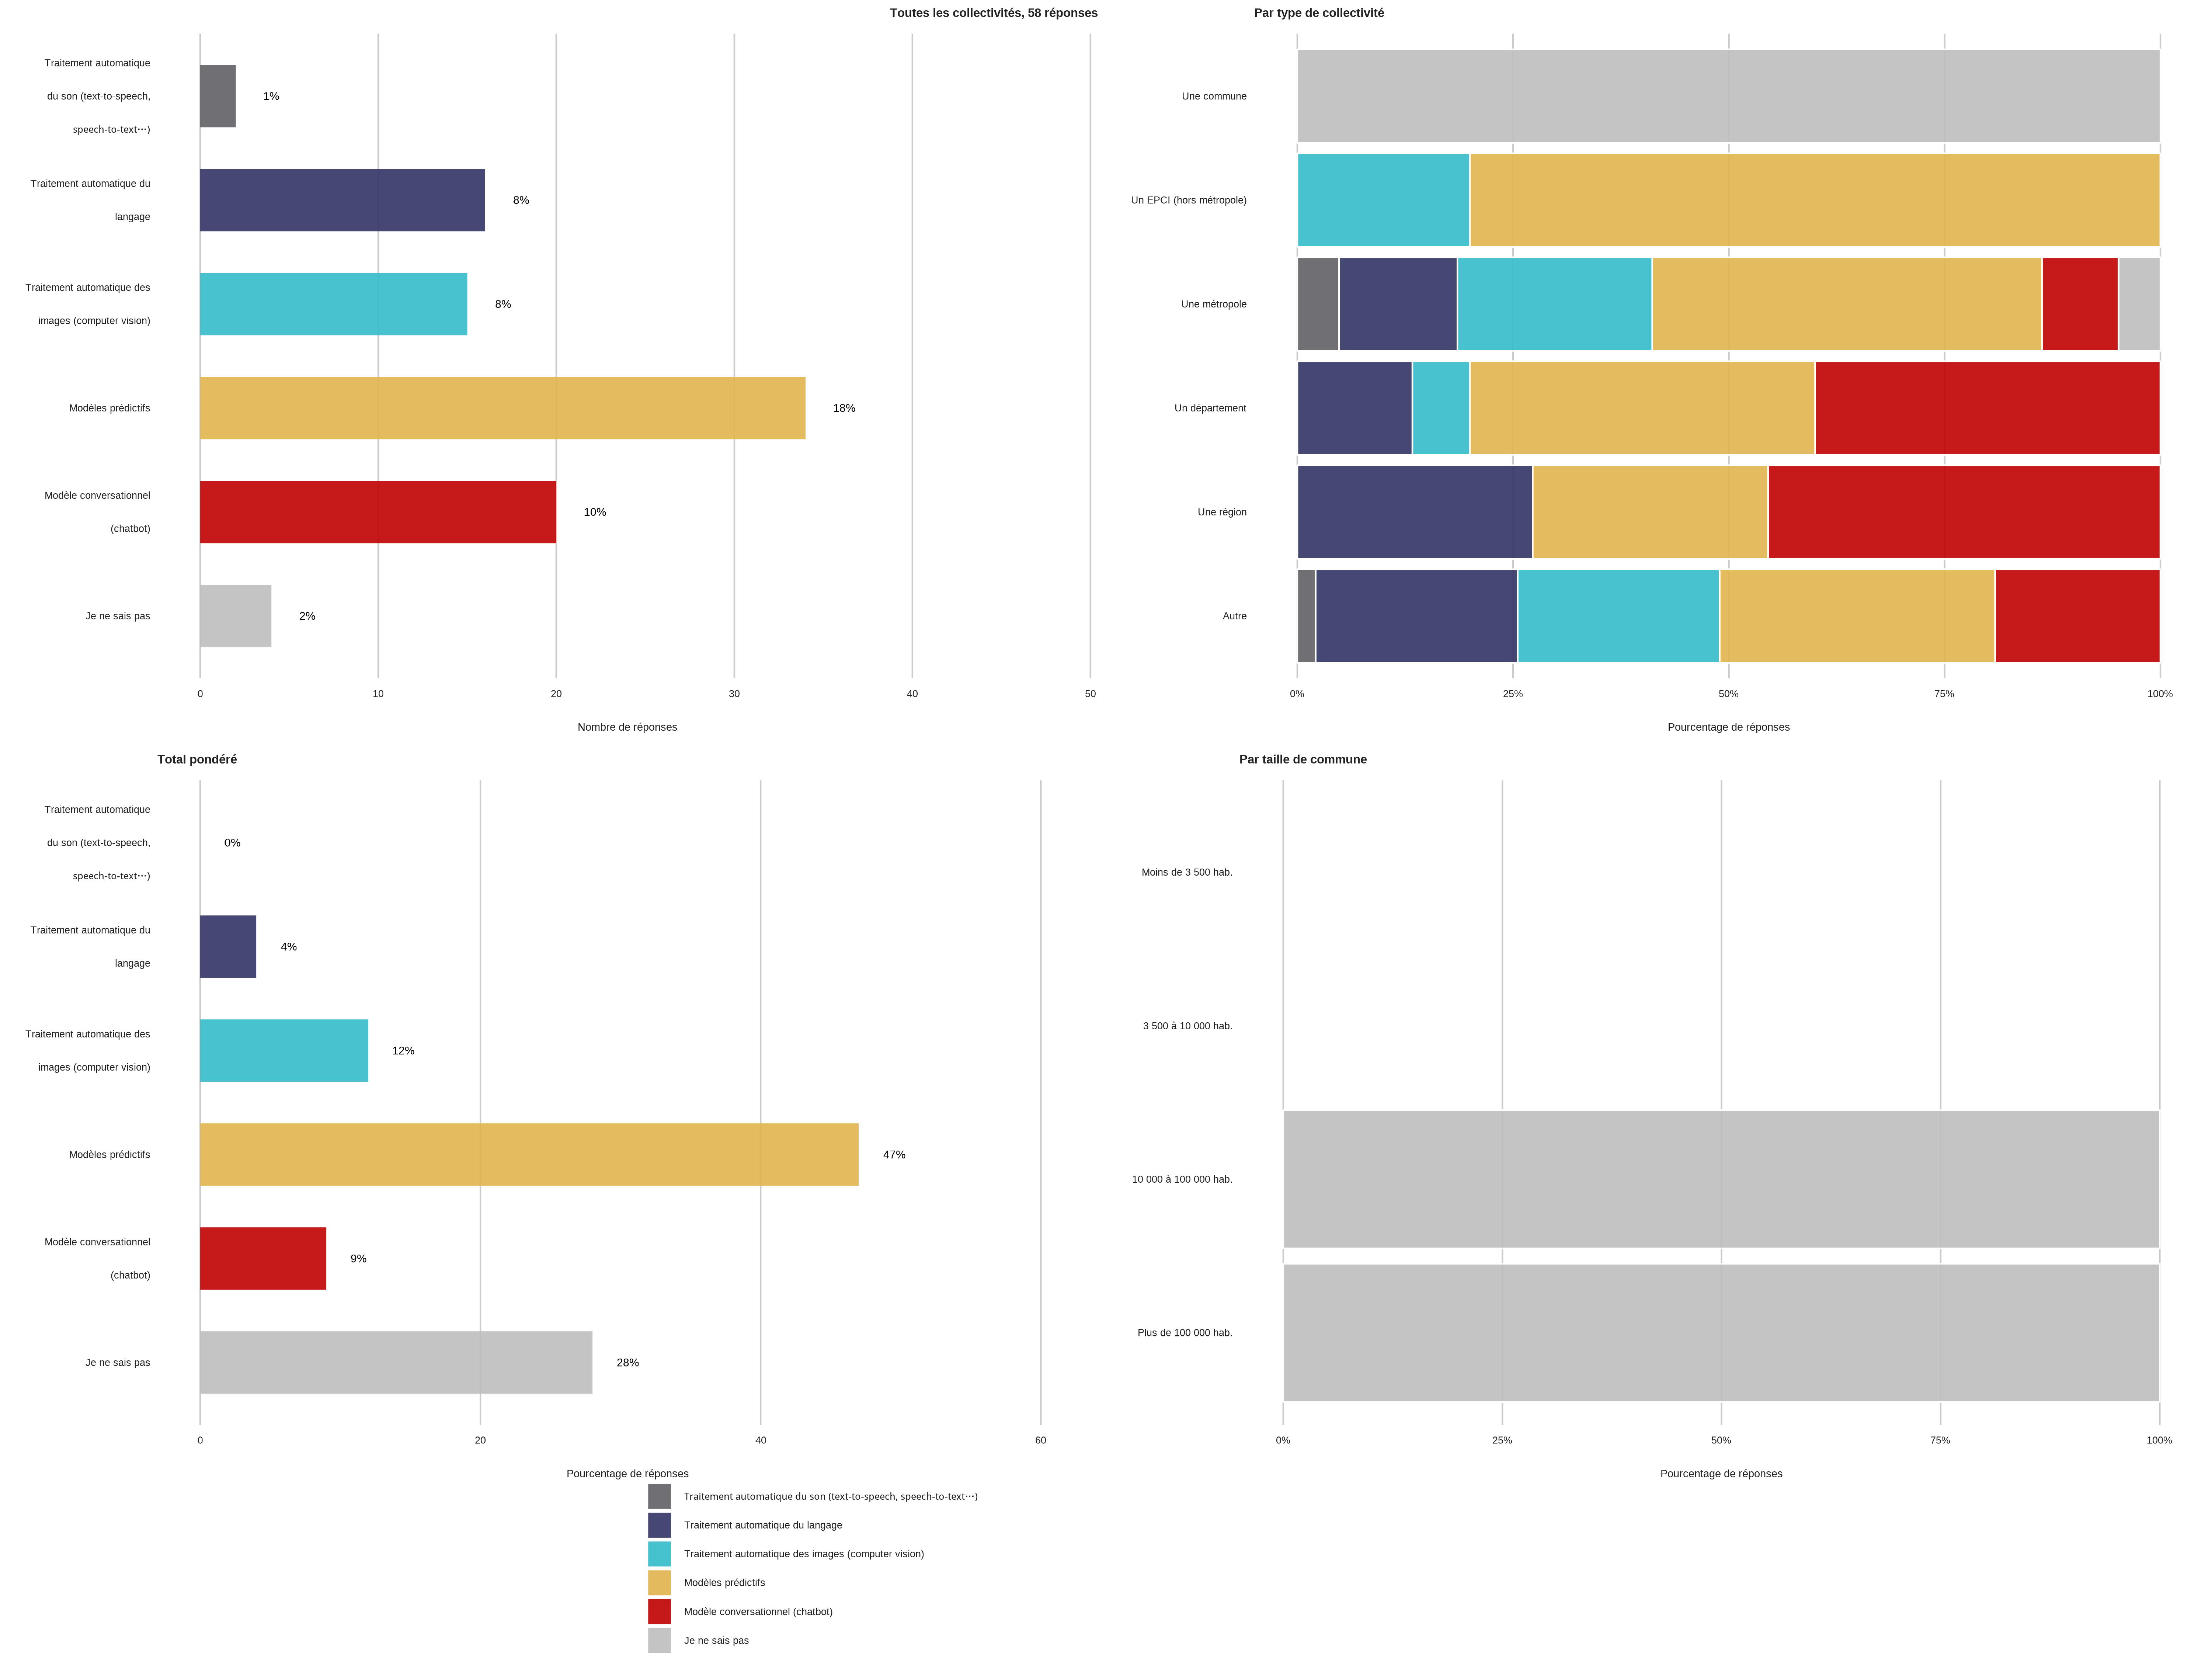 Toutes les collectivités, 58 réponses
Traitement automatique
du son (text-to-speech,
speech-to-text…)
1%
Traitement automatique du
langage
8%
Traitement automatique des
images (computer vision)
8%
Modèles prédictifs
18%
Modèle conversationnel
(chatbot)
10%
Je ne sais pas
2%
0 10 20 30 40 50
Nombre de réponses
Par type de collectivité
Une commune
Un EPCI (hors métropole)
Une métropole
Un département
Une région
Autre
0% 25% 50% 75% 100%
Pourcentage de réponses
Total pondéré
Traitement automatique
du son (text-to-speech,
speech-to-text…)
0%
Traitement automatique du
langage
4%
Traitement automatique des
images (computer vision)
12%
Modèles prédictifs
47%
Modèle conversationnel
(chatbot)
9%
Je ne sais pas
28%
0 20 40 60
Pourcentage de réponses
Par taille de commune
Moins de 3 500 hab.
3 500 à 10 000 hab.
10 000 à 100 000 hab.
Plus de 100 000 hab.
0% 25% 50% 75% 100%
Pourcentage de réponses
Traitement automatique du son (text-to-speech, speech-to-text…)
Traitement automatique du langage
Traitement automatique des images (computer vision)
Modèles prédictifs
Modèle conversationnel (chatbot)
Je ne sais pas